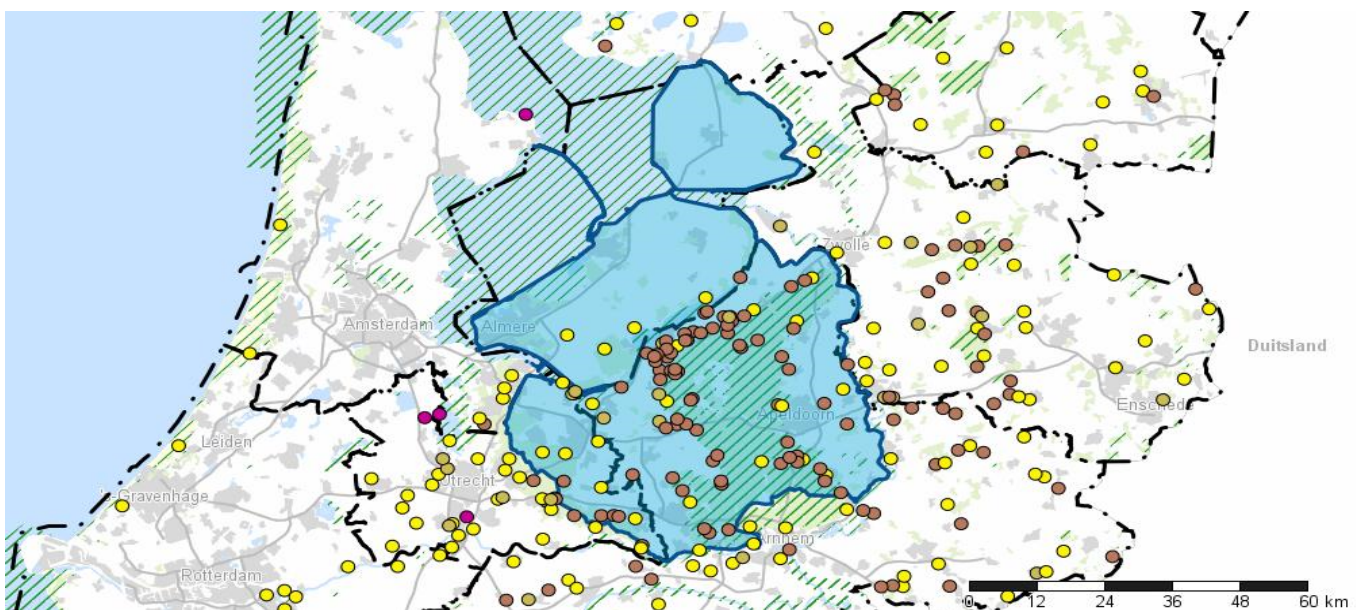 Zwolle
Amsterdam
Almere
Duitsland
Apeldoorn
Enschede
Leiden
Utrecht
's-Gravenhage
Arnhem
Rotterdam
0 12 24 36 48 60 km